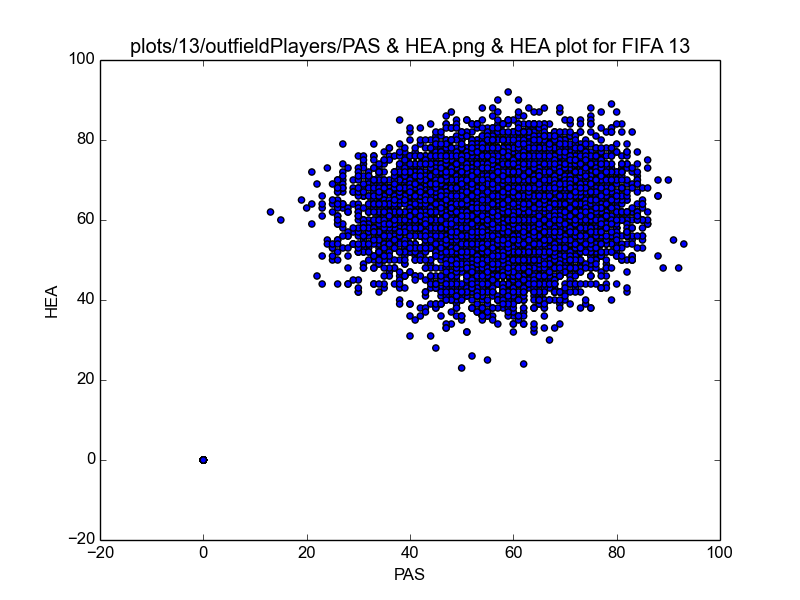 plots/13/outfieldPlayers/PAS & HEA.png & HEA plot for FIFA 13
100
80
60
40
20
0
−20
HEA
−20 0 20 40 60 80 100
PAS